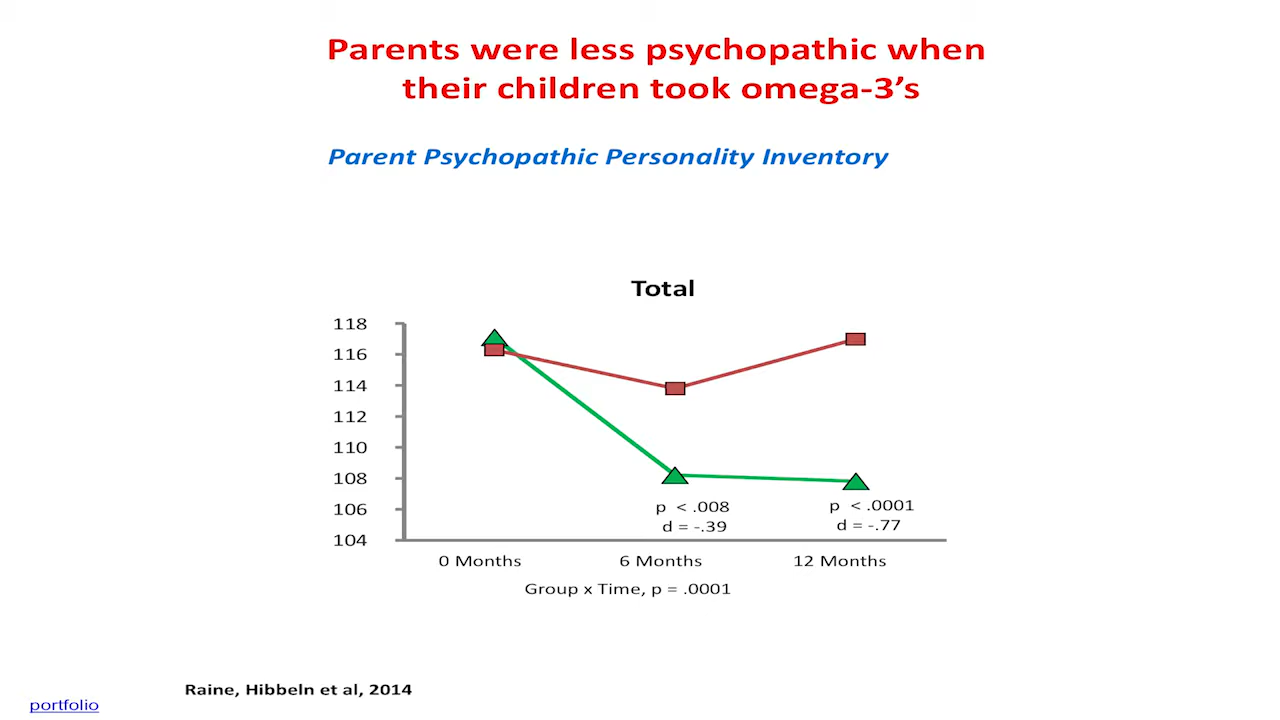 Parents were less psychopathic when
their children took omega-3’s
Parent Psychopathic Personality Inventory
Total
118
116
114
112
110
108
106
104
p < .008
d = -.39
p < .0001
d = -.77
0 Months
6 Months
12 Months
Group x Time, p = .0001
Raine, Hibbeln et al, 2014
portfolio